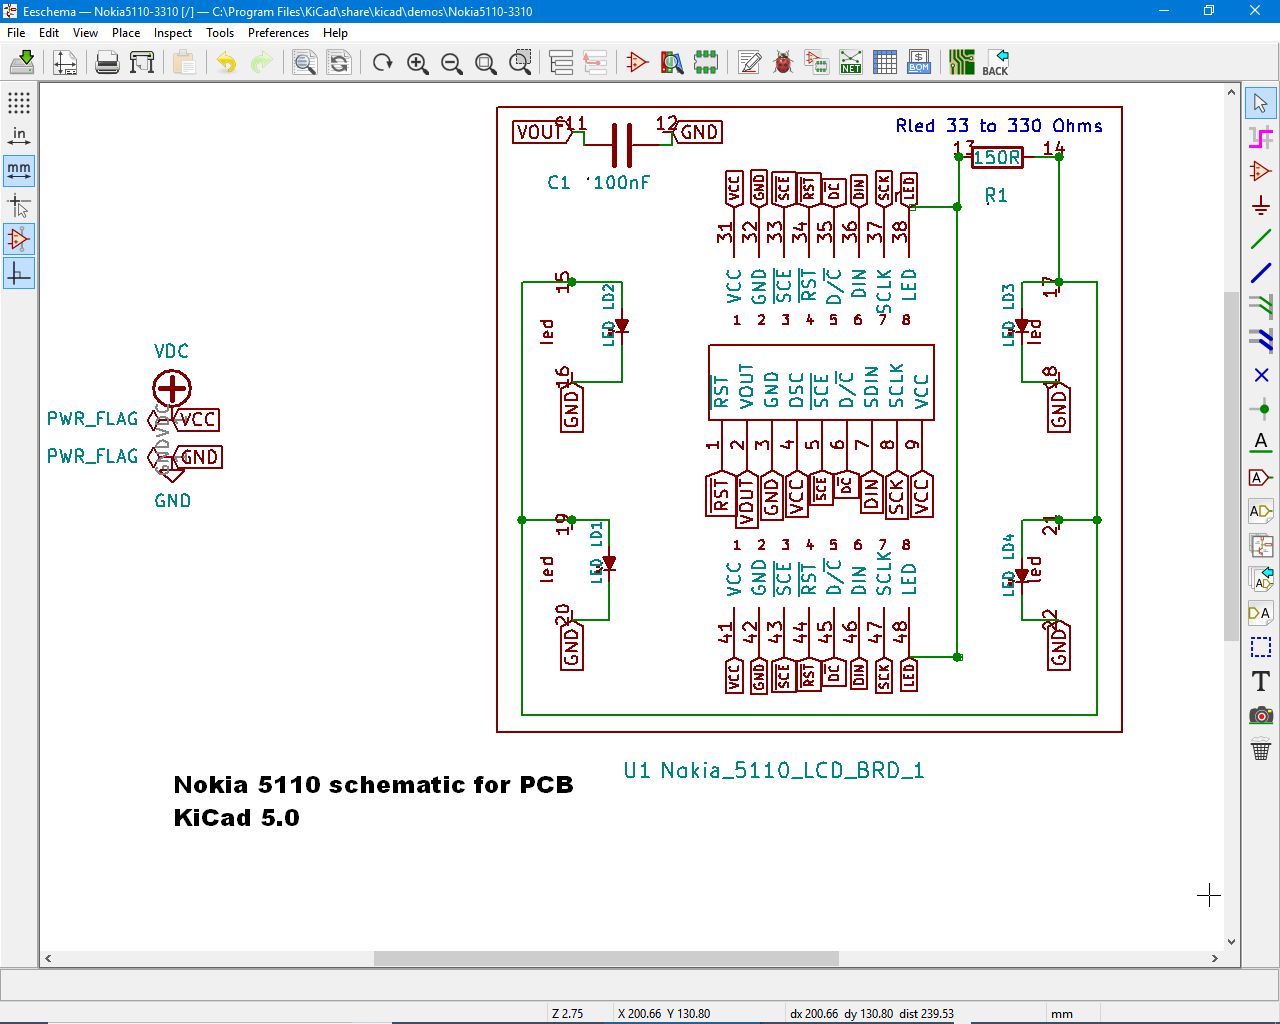 Eeschema — Nokia5110-3310 [/] — C:\Program Files\KiCad\share\kicad\demos\Nokia5110-3310
File Edit View Place Inspect Tools Preferences Help
NET BOM BACK
in
mm
VOUT 11 12 GND
C1 100nF
Rled 33 to 330 Ohms
13 150R 14
R1
VCC GND SCE RST DC DIN SCK LED
31 32 33 34 35 36 37 38
VCC GND SCE RST D/C DIN SCLK LED
1 2 3 4 5 6 7 8
15 led LED LD2 16 GND
17 led LED LD3 18 GND
VDC
PWR_FLAG VCC
PWR_FLAG GND
GND
RST VOUT GND DSC SCE D/C SDIN SCLK VCC
1 2 3 4 5 6 7 8 9
RST VOUT GND VCC SCE DC DIN SCK VCC
19 led LED LD1 20 GND
21 led LED LD4 22 GND
1 2 3 4 5 6 7 8
VCC GND SCE RST D/C DIN SCLK LED
41 42 43 44 45 46 47 48
VCC GND SCE RST DC DIN SCK LED
U1 Nokia_5110_LCD_BRD_1
Nokia 5110 schematic for PCB
KiCad 5.0
A
A
AD
AD
DA
T
Z 2.75 X 200.66 Y 130.80 dx 200.66 dy 130.80 dist 239.53 mm